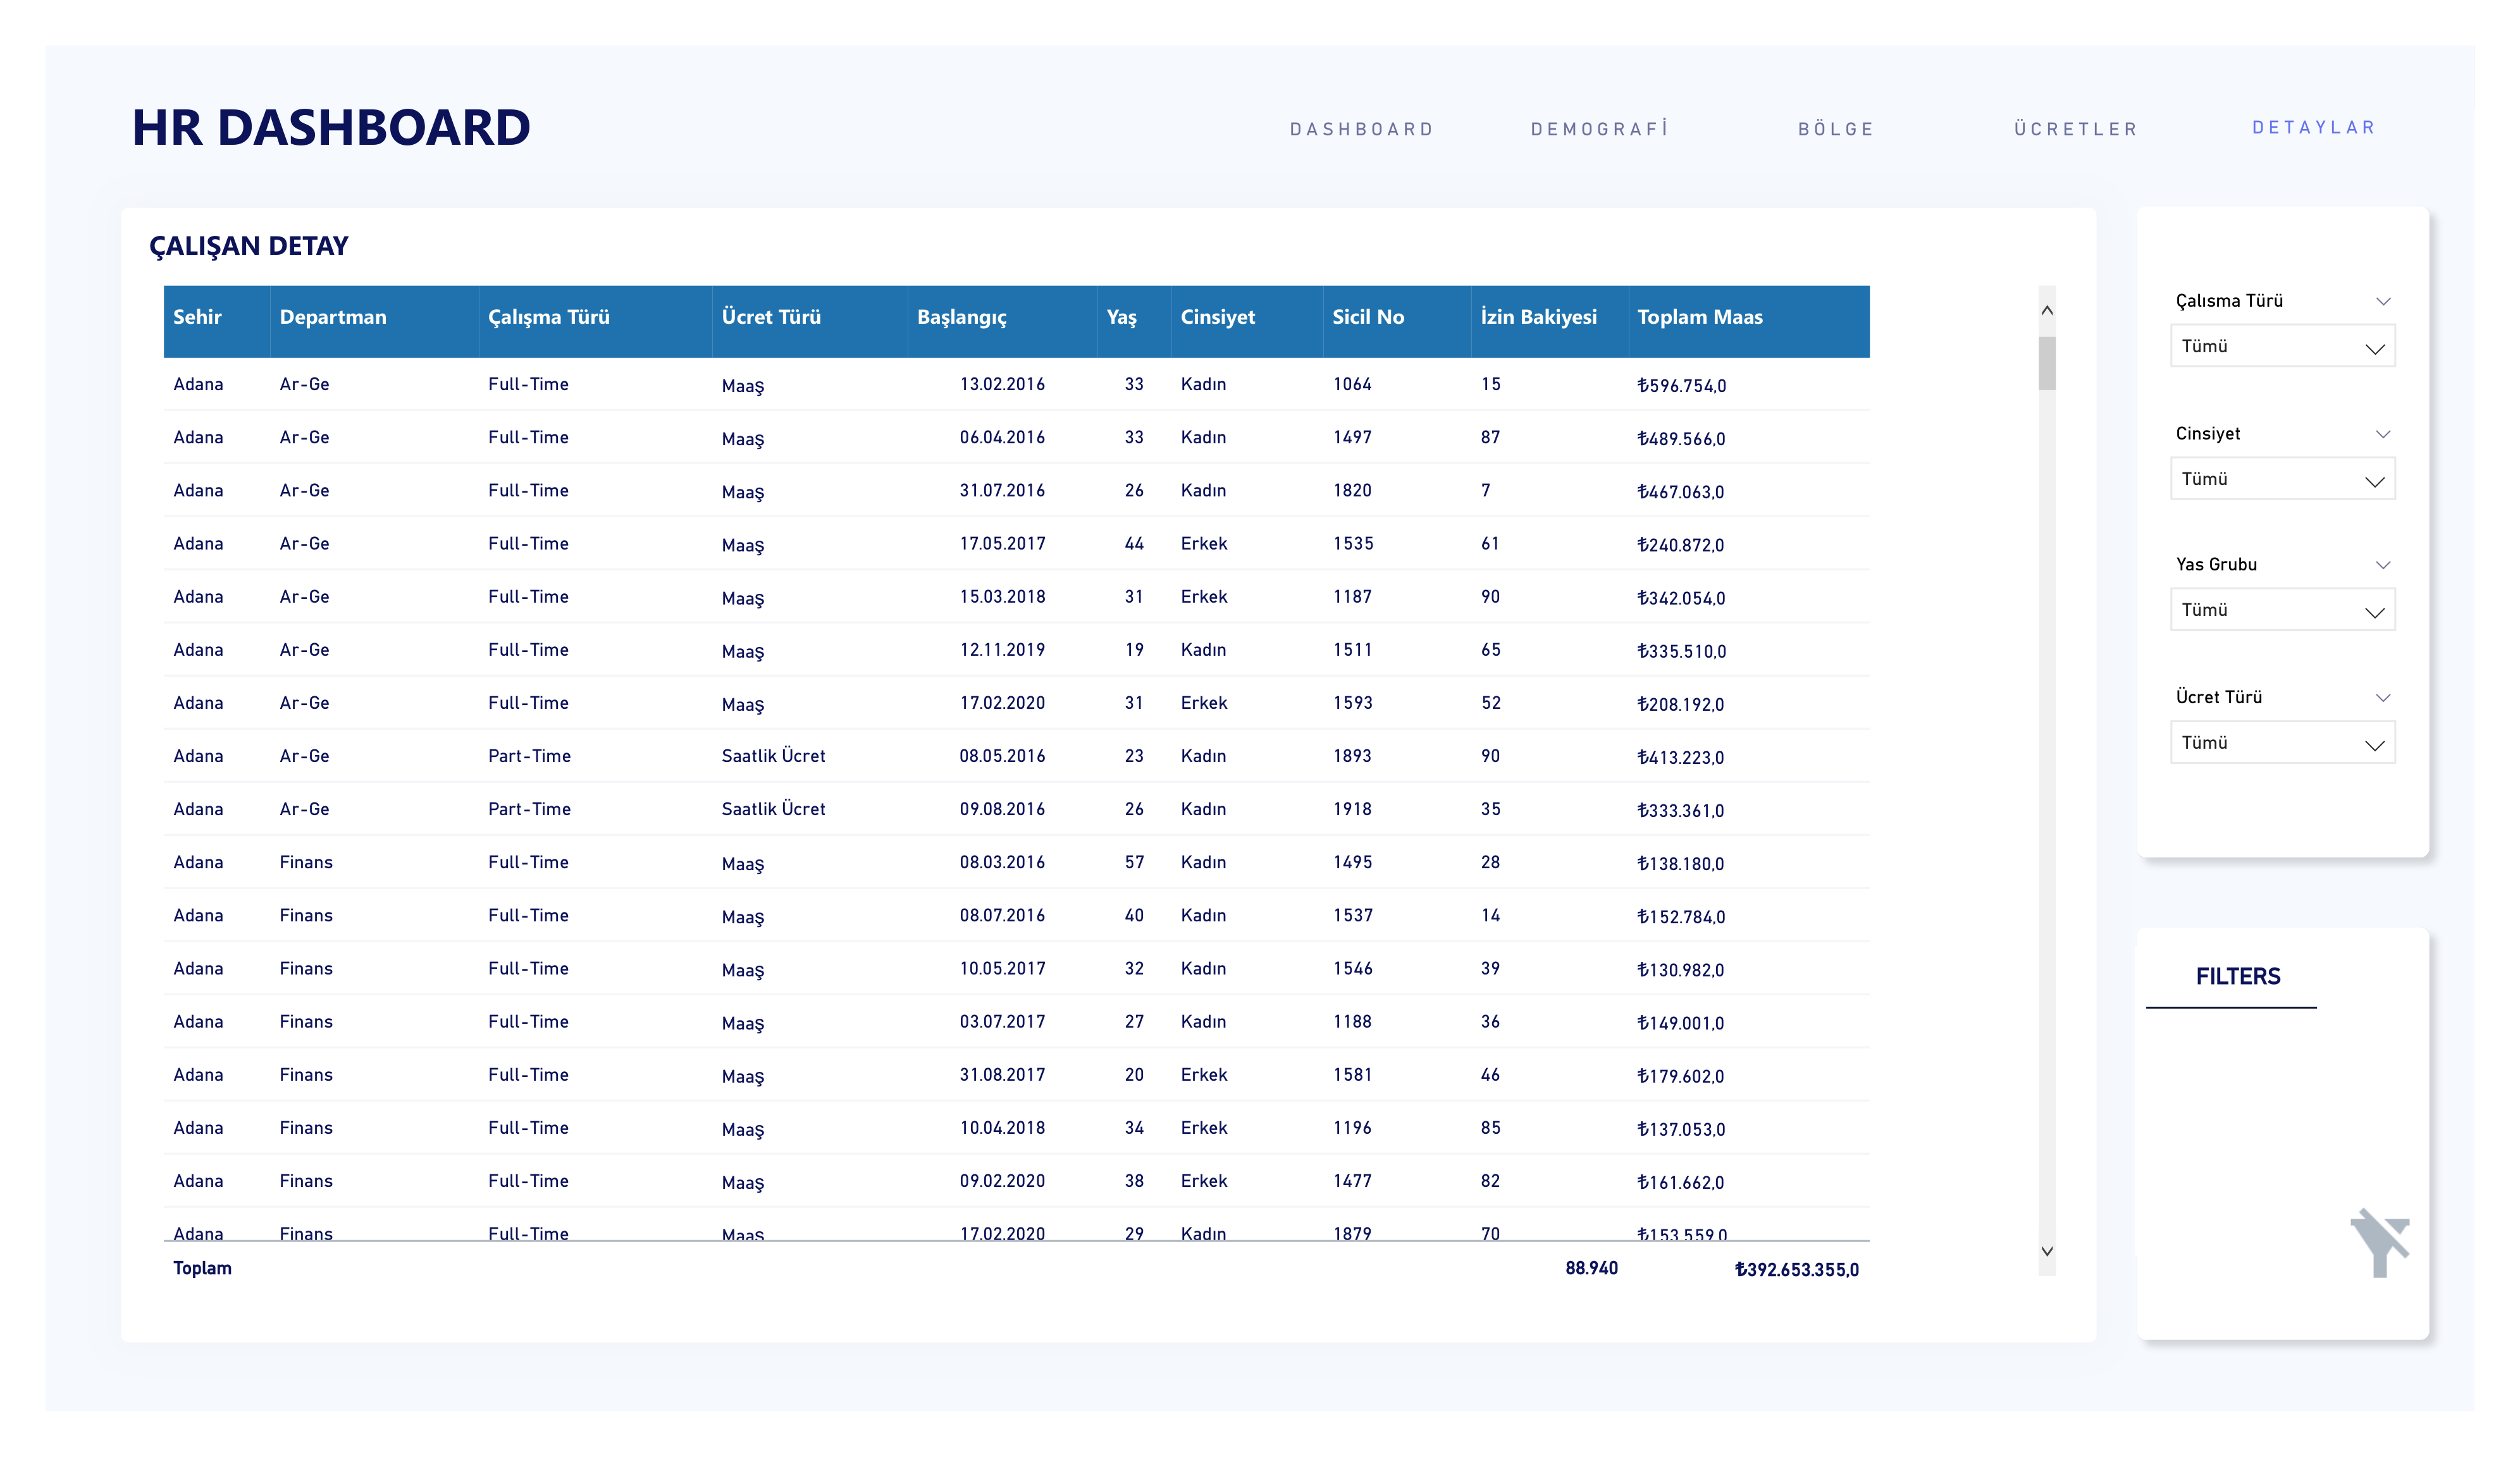 HR DASHBOARD DASHBOARD DEMOGRAFİ BÖLGE ÜCRETLER DETAYLAR
ÇALIŞAN DETAY
Sehir Departman Çalışma Türü Ücret Türü Başlangıç Yaş Cinsiyet Sicil No İzin Bakiyesi Toplam Maas
Adana Ar-Ge Full-Time Maaş 13.02.2016 33 Kadın 1064 15 ₺596.754,0
Adana Ar-Ge Full-Time Maaş 06.04.2016 33 Kadın 1497 87 ₺489.566,0
Adana Ar-Ge Full-Time Maaş 31.07.2016 26 Kadın 1820 7 ₺467.063,0
Adana Ar-Ge Full-Time Maaş 17.05.2017 44 Erkek 1535 61 ₺240.872,0
Adana Ar-Ge Full-Time Maaş 15.03.2018 31 Erkek 1187 90 ₺342.054,0
Adana Ar-Ge Full-Time Maaş 12.11.2019 19 Kadın 1511 65 ₺335.510,0
Adana Ar-Ge Full-Time Maaş 17.02.2020 31 Erkek 1593 52 ₺208.192,0
Adana Ar-Ge Part-Time Saatlik Ücret 08.05.2016 23 Kadın 1893 90 ₺413.223,0
Adana Ar-Ge Part-Time Saatlik Ücret 09.08.2016 26 Kadın 1918 35 ₺333.361,0
Adana Finans Full-Time Maaş 08.03.2016 57 Kadın 1495 28 ₺138.180,0
Adana Finans Full-Time Maaş 08.07.2016 40 Kadın 1537 14 ₺152.784,0
Adana Finans Full-Time Maaş 10.05.2017 32 Kadın 1546 39 ₺130.982,0
Adana Finans Full-Time Maaş 03.07.2017 27 Kadın 1188 36 ₺149.001,0
Adana Finans Full-Time Maaş 31.08.2017 20 Erkek 1581 46 ₺179.602,0
Adana Finans Full-Time Maaş 10.04.2018 34 Erkek 1196 85 ₺137.053,0
Adana Finans Full-Time Maaş 09.02.2020 38 Erkek 1477 82 ₺161.662,0
Adana Finans Full-Time Maaş 17.02.2020 29 Kadın 1879 70 ₺153.559,0
Toplam 88.940 ₺392.653.355,0
Çalısma Türü
Tümü
Cinsiyet
Tümü
Yas Grubu
Tümü
Ücret Türü
Tümü
FILTERS